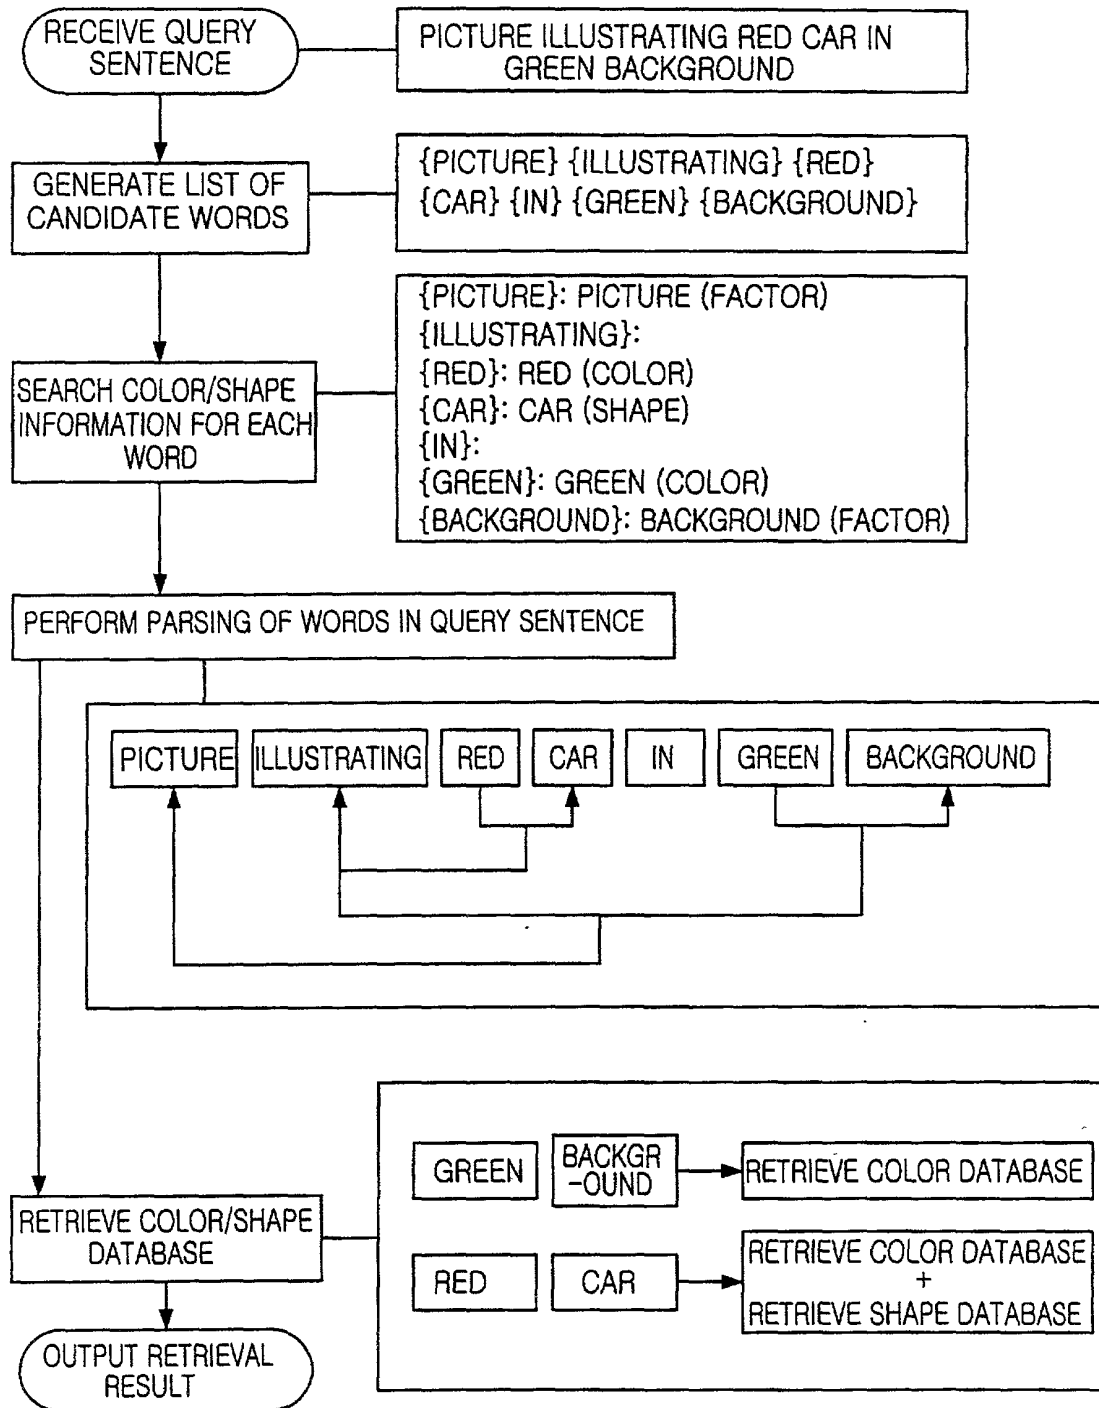 RECEIVE QUERY
SENTENCE
PICTURE ILLUSTRATING RED CAR IN
GREEN BACKGROUND
GENERATE LIST OF
CANDIDATE WORDS
{PICTURE} {ILLUSTRATING} {RED}
{CAR} {IN} {GREEN} {BACKGROUND}
SEARCH COLOR/SHAPE
INFORMATION FOR EACH
WORD
{PICTURE}: PICTURE (FACTOR)
{ILLUSTRATING}:
{RED}: RED (COLOR)
{CAR}: CAR (SHAPE)
{IN}:
{GREEN}: GREEN (COLOR)
{BACKGROUND}: BACKGROUND (FACTOR)
PERFORM PARSING OF WORDS IN QUERY SENTENCE
PICTURE ILLUSTRATING RED CAR IN GREEN BACKGROUND
RETRIEVE COLOR/SHAPE
DATABASE
GREEN
BACKGR
-OUND
RETRIEVE COLOR DATABASE
RED
CAR
RETRIEVE COLOR DATABASE
+
RETRIEVE SHAPE DATABASE
OUTPUT RETRIEVAL
RESULT